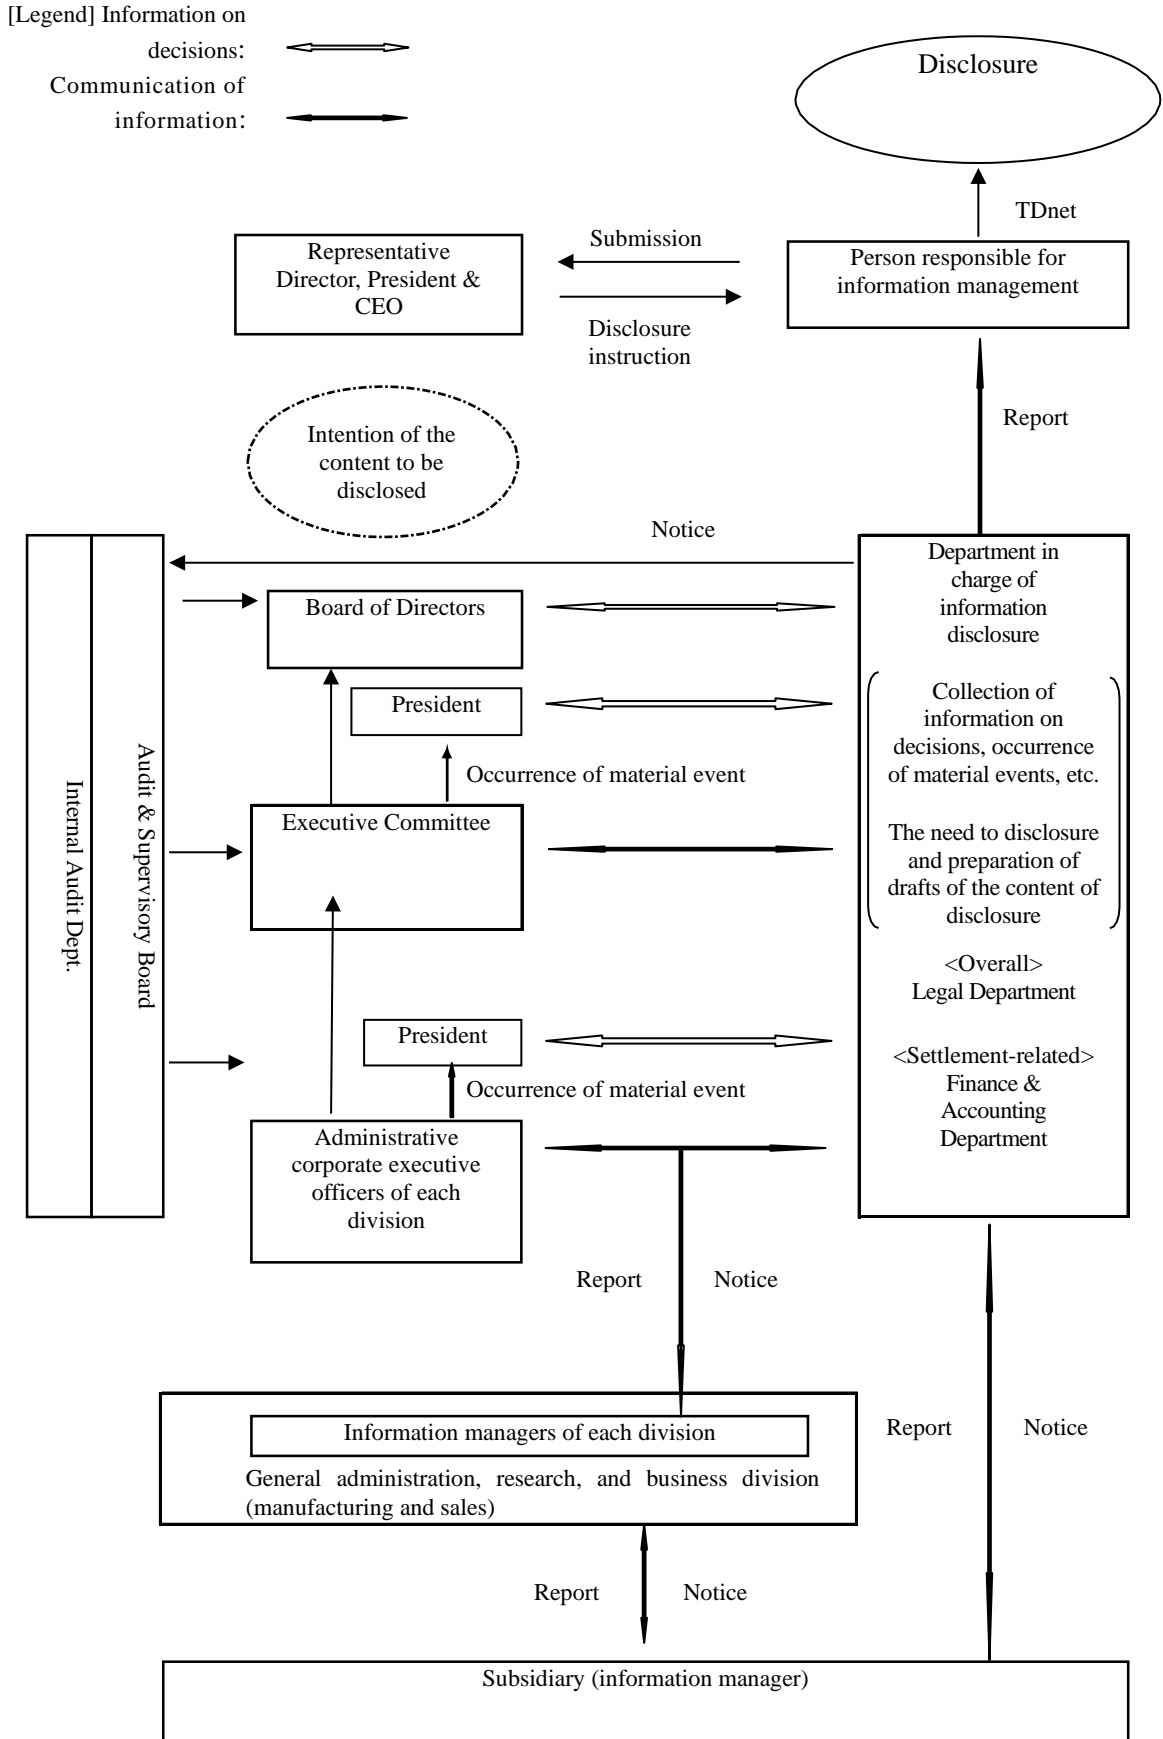 [Legend] Information on
decisions:
Communication of
information:
Disclosure
TDnet
Representative
Director, President &
CEO
Submission
Disclosure
instruction
Person responsible for
information management
Report
Intention of the
content to be
disclosed
Notice
Internal Audit Dept.
Audit & Supervisory Board
Board of Directors
President
Occurrence of material event
Executive Committee
President
Occurrence of material event
Administrative
corporate executive
officers of each
division
Department in
charge of
information
disclosure
Collection of
information on
decisions, occurrence
of material events, etc.
The need to disclosure
and preparation of
drafts of the content of
disclosure
<Overall>
Legal Department
<Settlement-related>
Finance &
Accounting
Department
Report
Notice
Information managers of each division
General administration, research, and business division
(manufacturing and sales)
Report
Notice
Report
Notice
Subsidiary (information manager)